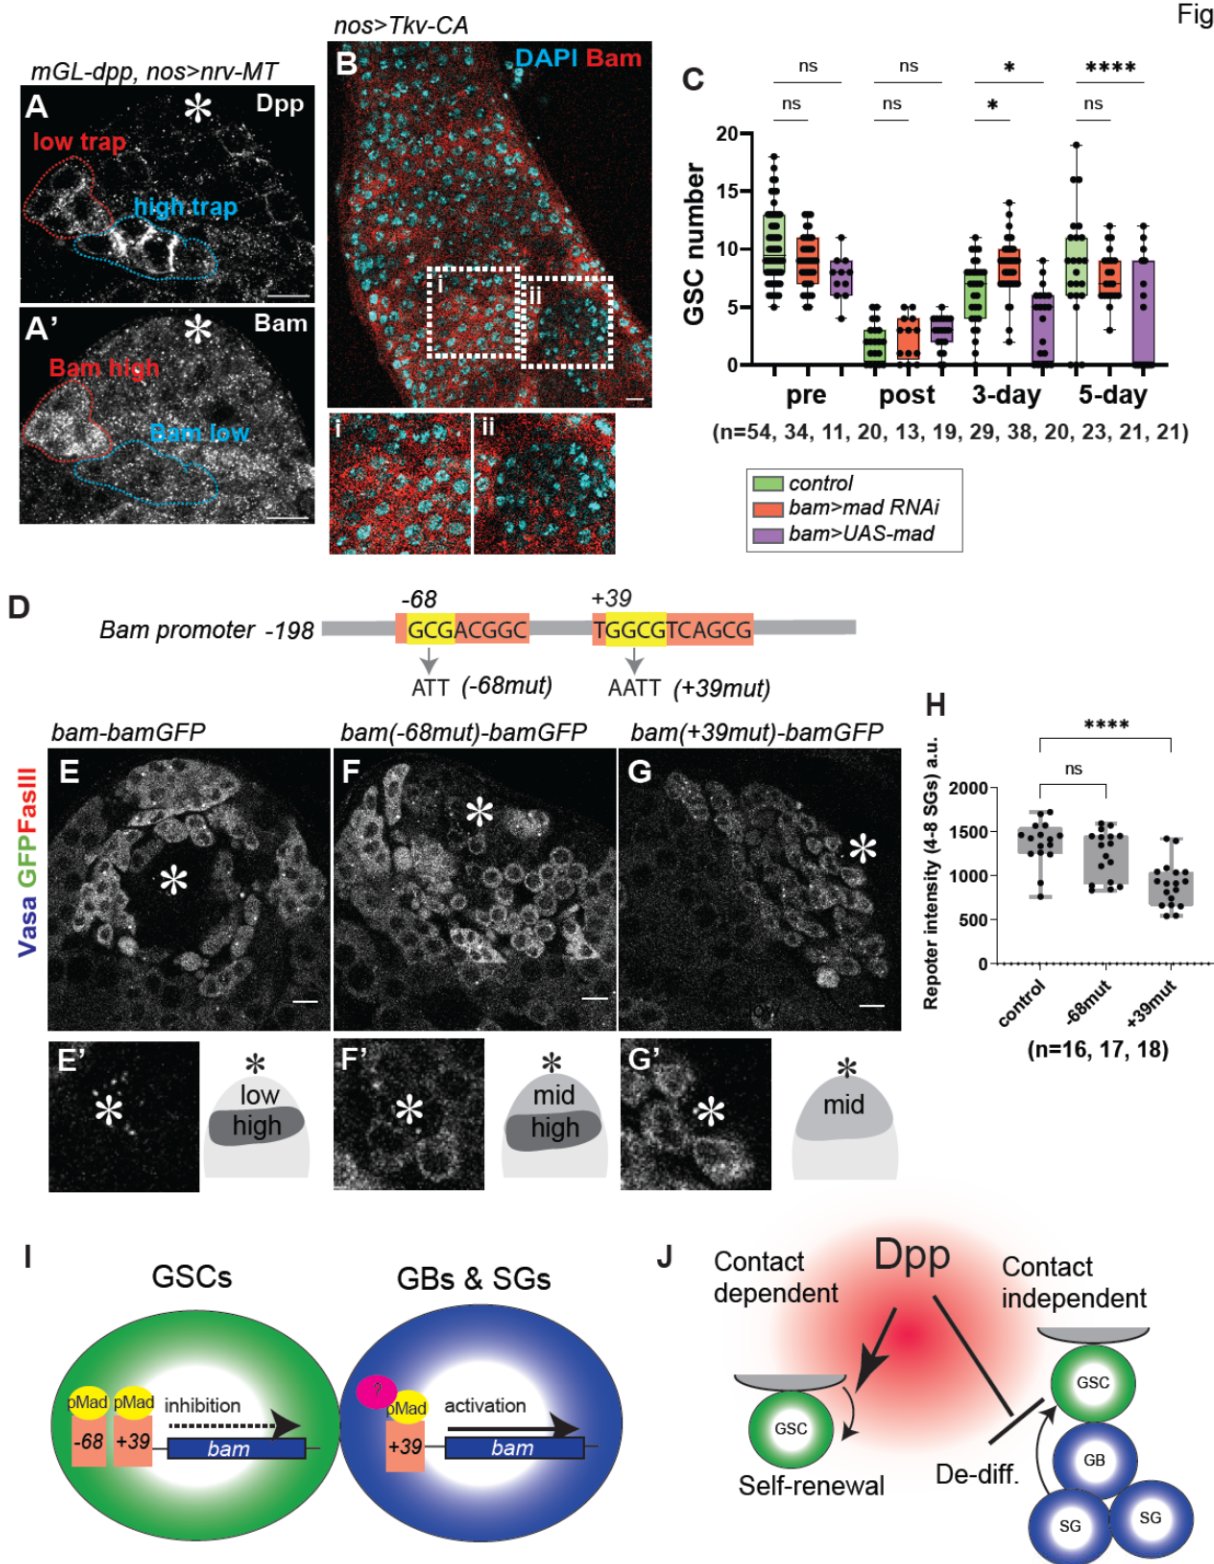 Fig
mGL-dpp, nos>nrv-MT
A
Dpp
*
low trap
high trap
A'
Bam
*
Bam high
Bam low
nos>Tkv-CA
B
DAPI Bam
i
ii
i
ii
C
ns
ns
*
****
ns
ns
*
ns
GSC number
20
15
10
5
0
pre
post
3-day
5-day
(n=54, 34, 11, 20, 13, 19, 29, 38, 20, 23, 21, 21)
control
bam>mad RNAi
bam>UAS-mad
D
-68
+39
Bam promoter -198
GCGACGGC
TGGCGTCAGCG
ATT (-68mut)
AATT (+39mut)
bam-bamGFP
bam(-68mut)-bamGFP
bam(+39mut)-bamGFP
Vasa GFPFasIII
E
*
F
*
G
*
E'
*
*
low
high
F'
*
*
mid
high
G'
*
*
mid
H
****
ns
Repoter intensity (4-8 SGs) a.u.
2000
1500
1000
500
0
control
-68mut
+39mut
(n=16, 17, 18)
I
GSCs
GBs & SGs
pMad
pMad
inhibition
-68
+39
bam
?
pMad
activation
+39
bam
J
Dpp
Contact
dependent
Contact
independent
GSC
Self-renewal
De-diff.
GSC
GB
SG
SG